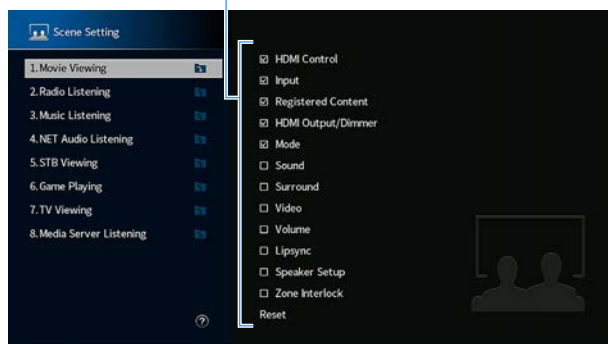 Scene Setting
1.Movie Viewing
2.Radio Listening
3.Music Listening
4.NET Audio Listening
5.STB Viewing
6.Game Playing
7.TV Viewing
8.Media Server Listening
?
HDMI Control
Input
Registered Content
HDMI Output/Dimmer
Mode
Sound
Surround
Video
Volume
Lipsync
Speaker Setup
Zone Interlock
Reset